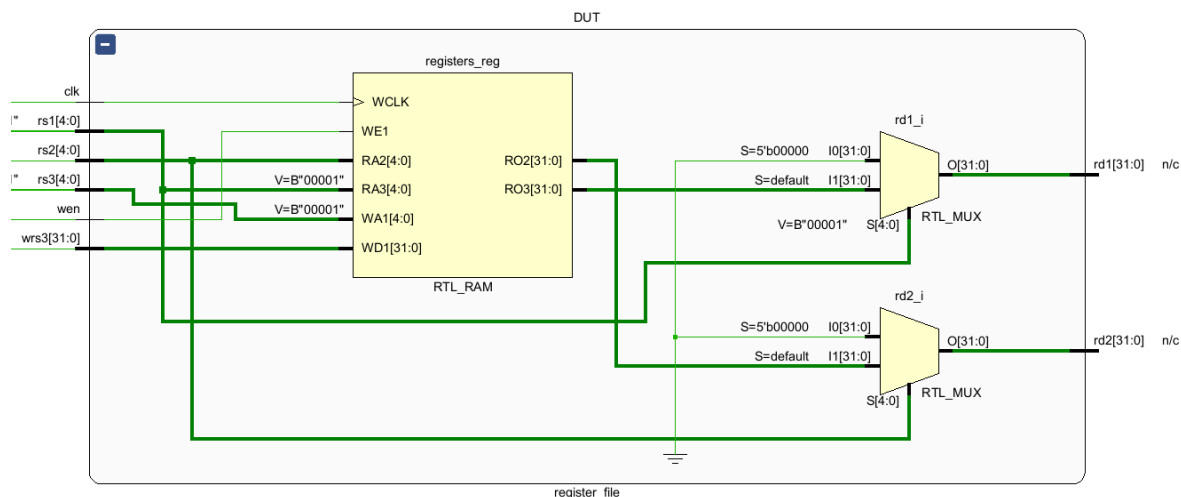 DUT
registers_reg
clk
WCLK
1" rs1[4:0]
WE1
rd1_i
rs2[4:0]
RA2[4:0] RO2[31:0]
S=5'b00000 I0[31:0]
O[31:0]
rd1[31:0] n/c
1" rs3[4:0]
V=B"00001" RA3[4:0] RO3[31:0]
S=default I1[31:0]
wen
V=B"00001" WA1[4:0]
V=B"00001" S[4:0]
RTL_MUX
wrs3[31:0]
WD1[31:0]
RTL_RAM
rd2_i
S=5'b00000 I0[31:0]
O[31:0]
rd2[31:0] n/c
S=default I1[31:0]
S[4:0]
RTL_MUX
register_file